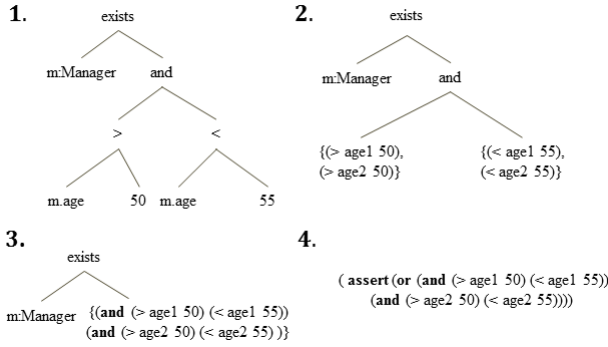 1.
exists
m:Manager and
> <
m.age 50 m.age 55
2.
exists
m:Manager and
{(> age1 50), {(< age1 55),
(> age2 50)} (< age2 55)}
3.
exists
m:Manager {(and (> age1 50) (< age1 55))
(and (> age2 50) (< age2 55) )}
4.
( assert (or (and (> age1 50) (< age1 55))
(and (> age2 50) (< age2 55))))